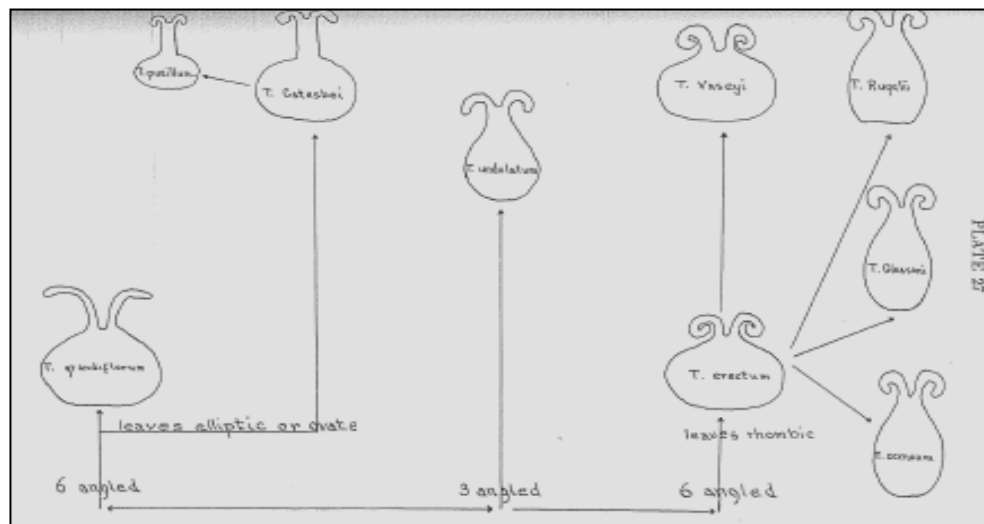 T. pusillum
T. Catesbei
T. Vaseyi
T. Rugelii
T. undulatum
T. Gleasoni
PLATE 27
T. grandiflorum
T. erectum
leaves elliptic or ovate
leaves rhombic
T. cernuum
6 angled
3 angled
6 angled